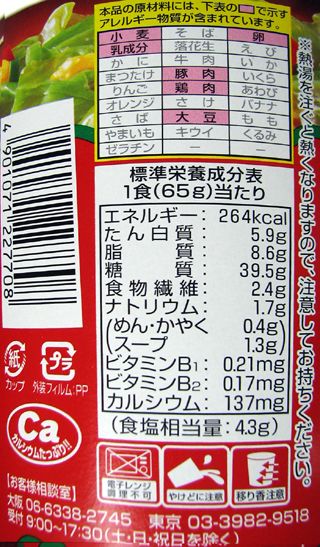 本品の原材料には、下表の■で示す
アレルギー物質が含まれています。
小麦 そば 卵
乳成分 落花生 えび
かに 牛肉 いか
まつたけ 豚肉 いくら
りんご 鶏肉 あわび
オレンジ さけ バナナ
さば 大豆 もも
やまいも キウイ くるみ
ゼラチン ― ―
※熱湯を注ぐと熱くなりますので、注意してお持ちください。
標準栄養成分表
1食(65g)当たり
エネルギー: 264kcal
たん白質: 5.9g
脂質: 8.6g
糖質: 39.5g
食物繊維: 2.4g
ナトリウム: 1.7g
(めん・かやく 0.4g)
(スープ 1.3g)
ビタミンB1: 0.21mg
ビタミンB2: 0.17mg
カルシウム: 137mg
(食塩相当量: 4.3g)
4 901071 227708
紙
カップ
プラ
外装フィルム:PP
Ca
カルシウムたっぷり!!
電子レンジ
調理不可
やけどに注意
移り香注意
【お客様相談室】
大阪 06-6338-2745 東京 03-3982-9518
受付 9:00~17:30(土・日・祝日を除く)